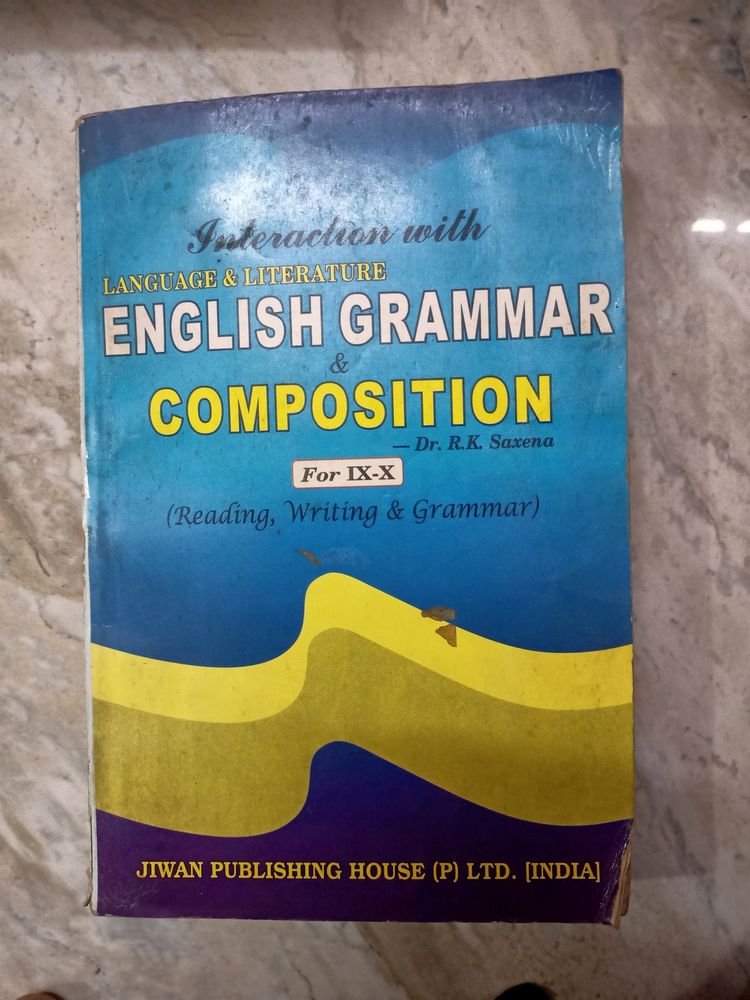 Interaction with
LANGUAGE & LITERATURE
ENGLISH GRAMMAR
&
COMPOSITION
— Dr. R.K. Saxena
For IX-X
(Reading, Writing & Grammar)
JIWAN PUBLISHING HOUSE (P) LTD. [INDIA]